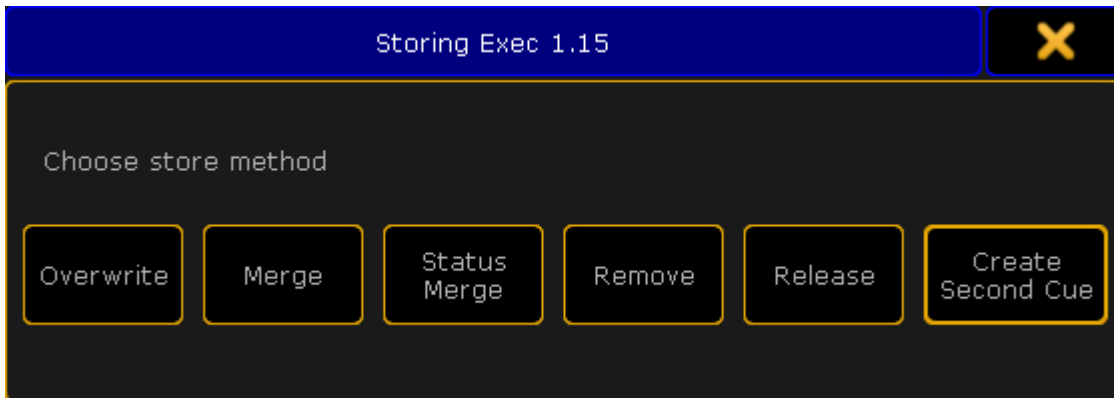 Storing Exec 1.15
Choose store method
Overwrite
Merge
Status
Merge
Remove
Release
Create
Second Cue